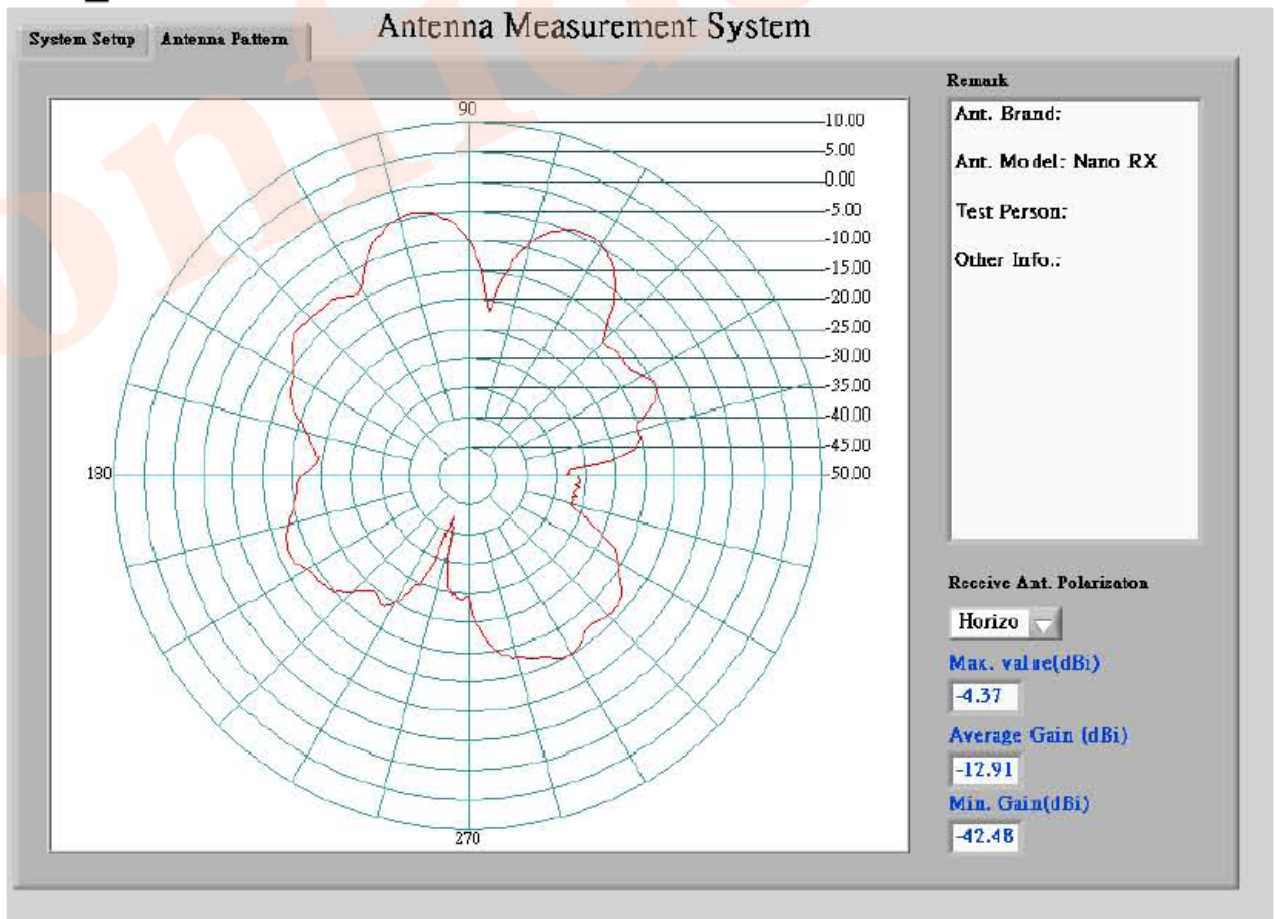 Antenna Measurement System
System Setup
Antenna Pattern
90
10.00
5.00
0.00
-5.00
-10.00
-15.00
-20.00
-25.00
-30.00
-35.00
-40.00
-45.00
-50.00
180
270
Remark
Ant. Brand:
Ant. Model: Nano RX
Test Person:
Other Info.:
Receive Ant. Polarizaton
Horizo
Max. value(dBi)
-4.37
Average Gain (dBi)
-12.91
Min. Gain(dBi)
-42.48
onfid